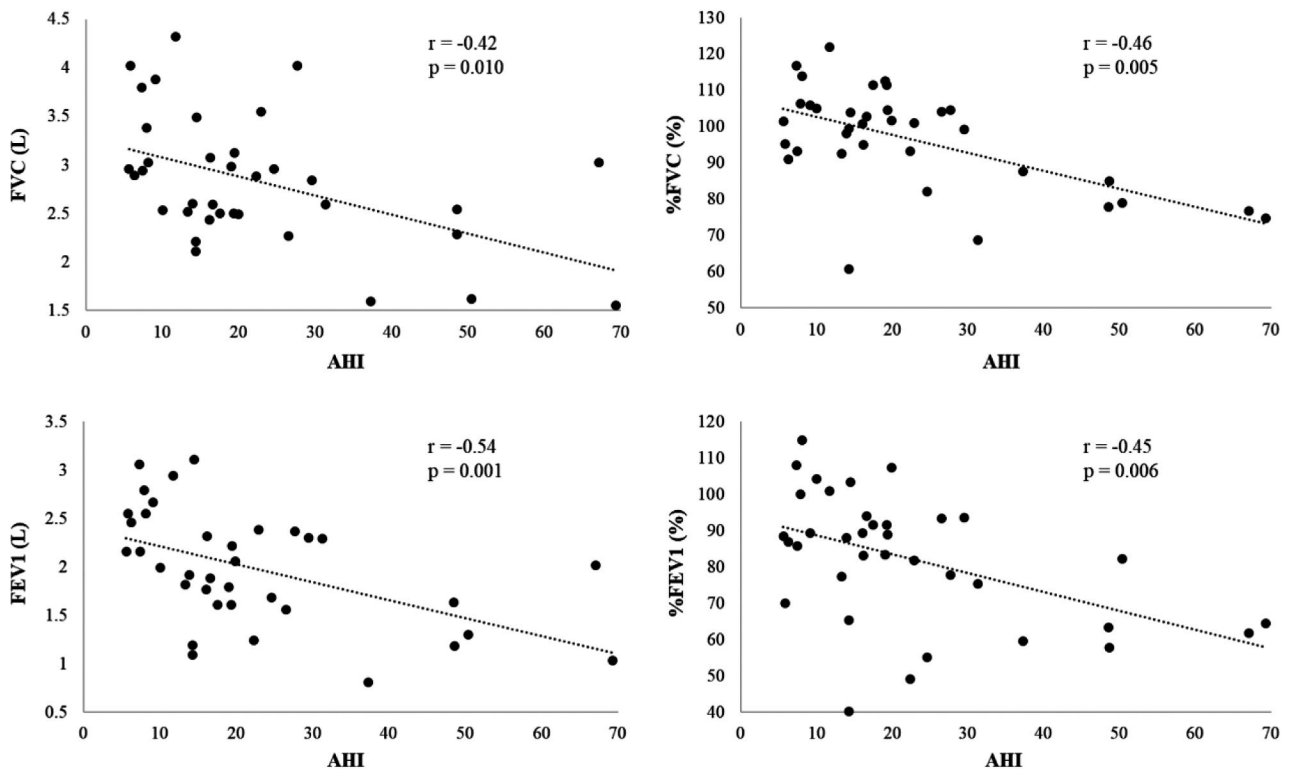 4.5
4
3.5
3
2.5
2
1.5
FVC (L)
r = -0.42
p = 0.010
0 10 20 30 40 50 60 70
AHI
130
120
110
100
90
80
70
60
50
%FVC (%)
r = -0.46
p = 0.005
0 10 20 30 40 50 60 70
AHI
3.5
3
2.5
2
1.5
1
0.5
FEV1 (L)
r = -0.54
p = 0.001
0 10 20 30 40 50 60 70
AHI
120
110
100
90
80
70
60
50
40
%FEV1 (%)
r = -0.45
p = 0.006
0 10 20 30 40 50 60 70
AHI